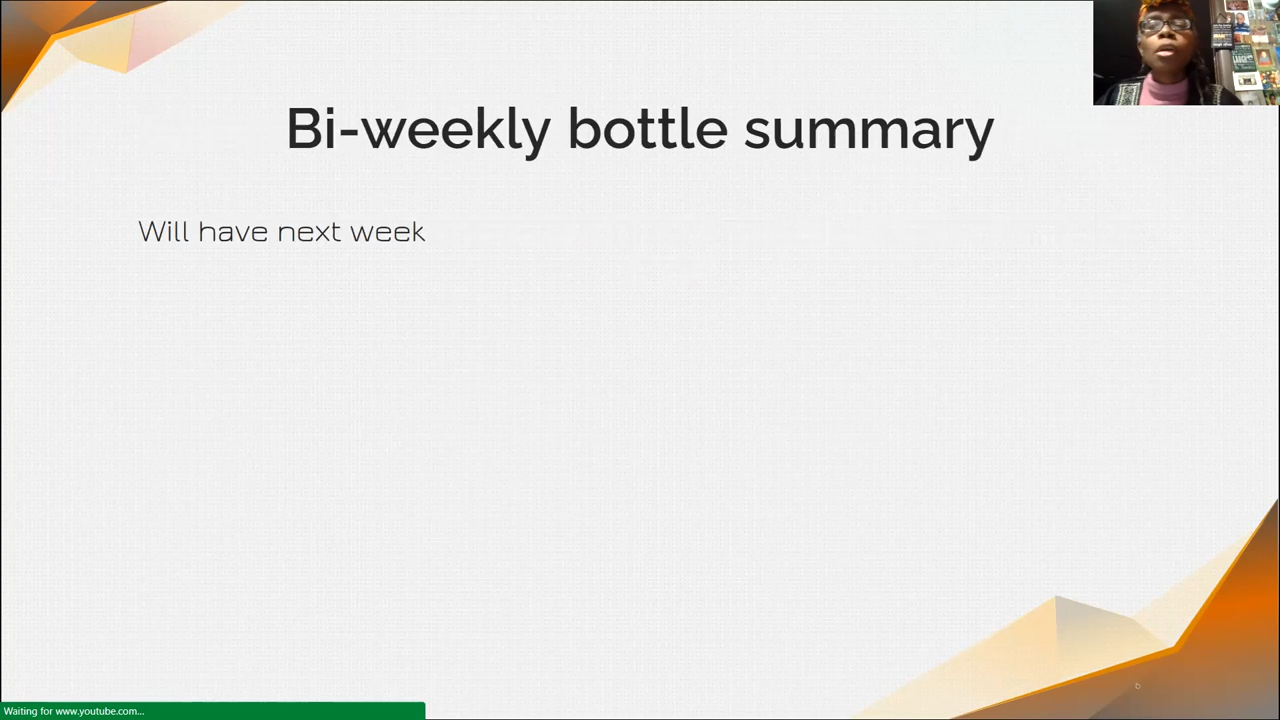 Bi-weekly bottle summary
Will have next week
Waiting for www.youtube.com...